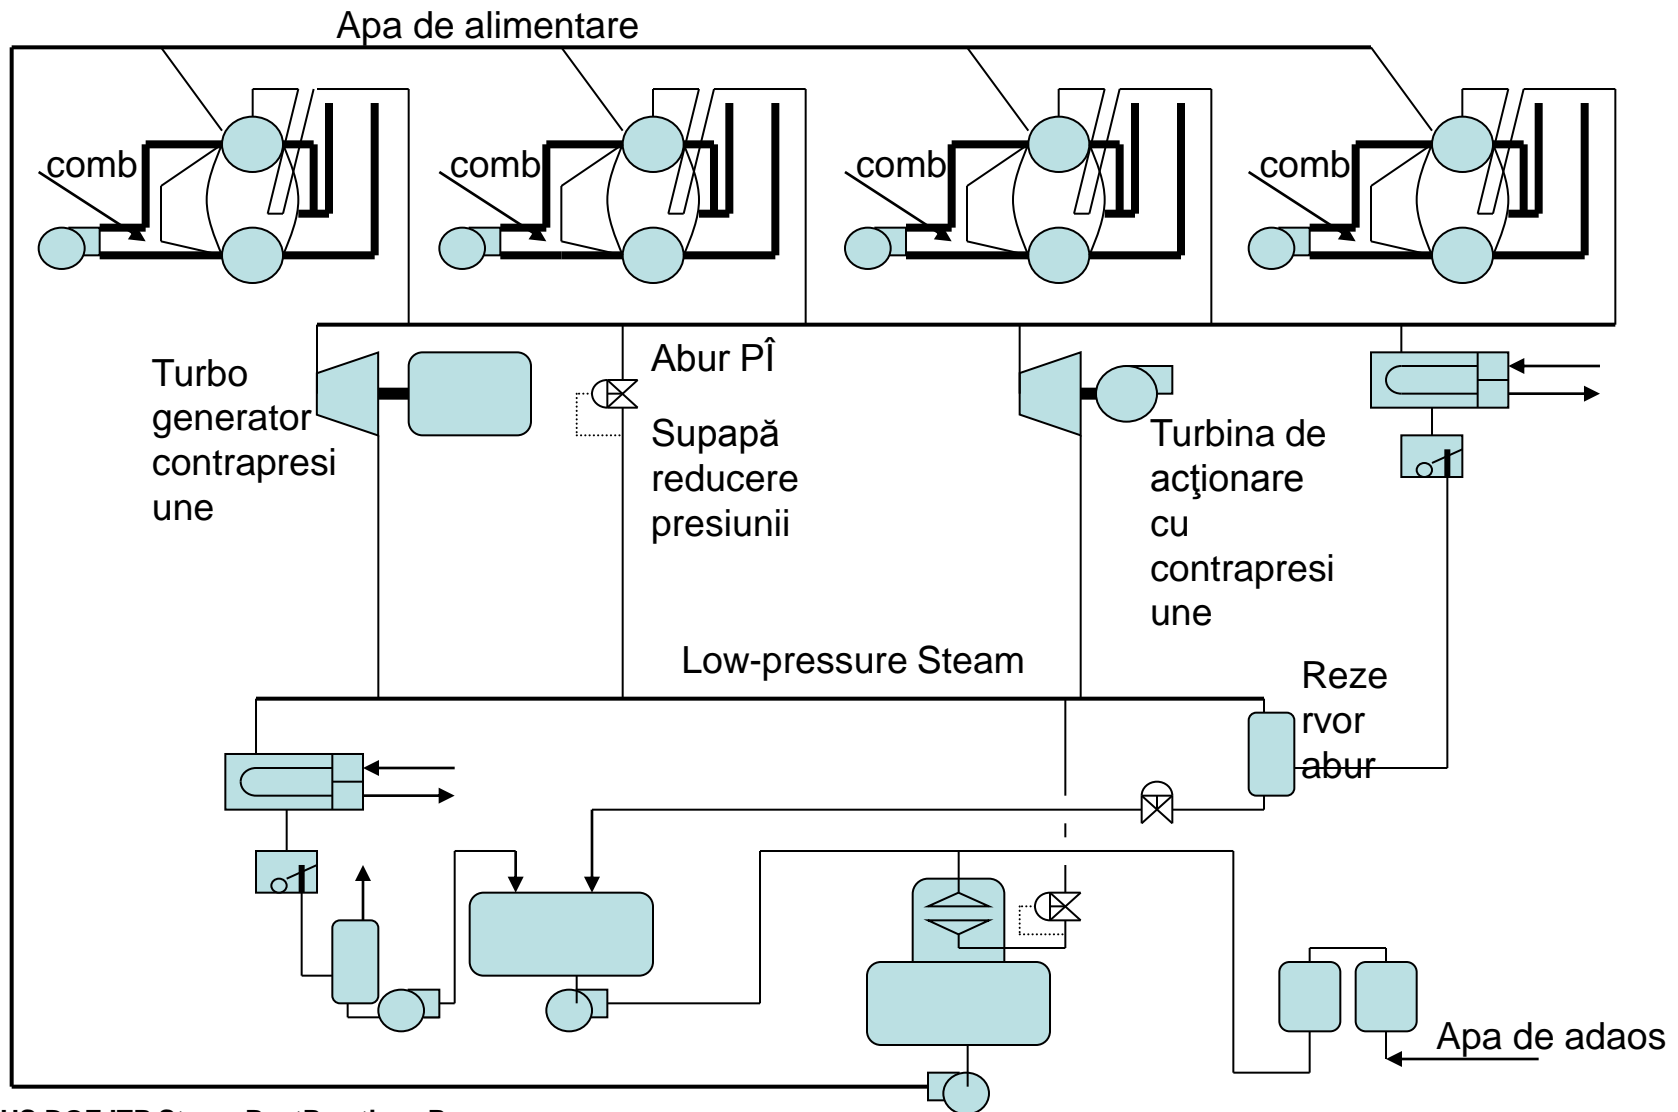 Apa de alimentare
comb
comb
comb
comb
Turbo
generator
contrapresi
une
Abur PÎ
Supapă
reducere
presiunii
Turbina de
acţionare
cu
contrapresi
une
Low-pressure Steam
Reze
rvor
abur
Apa de adaos